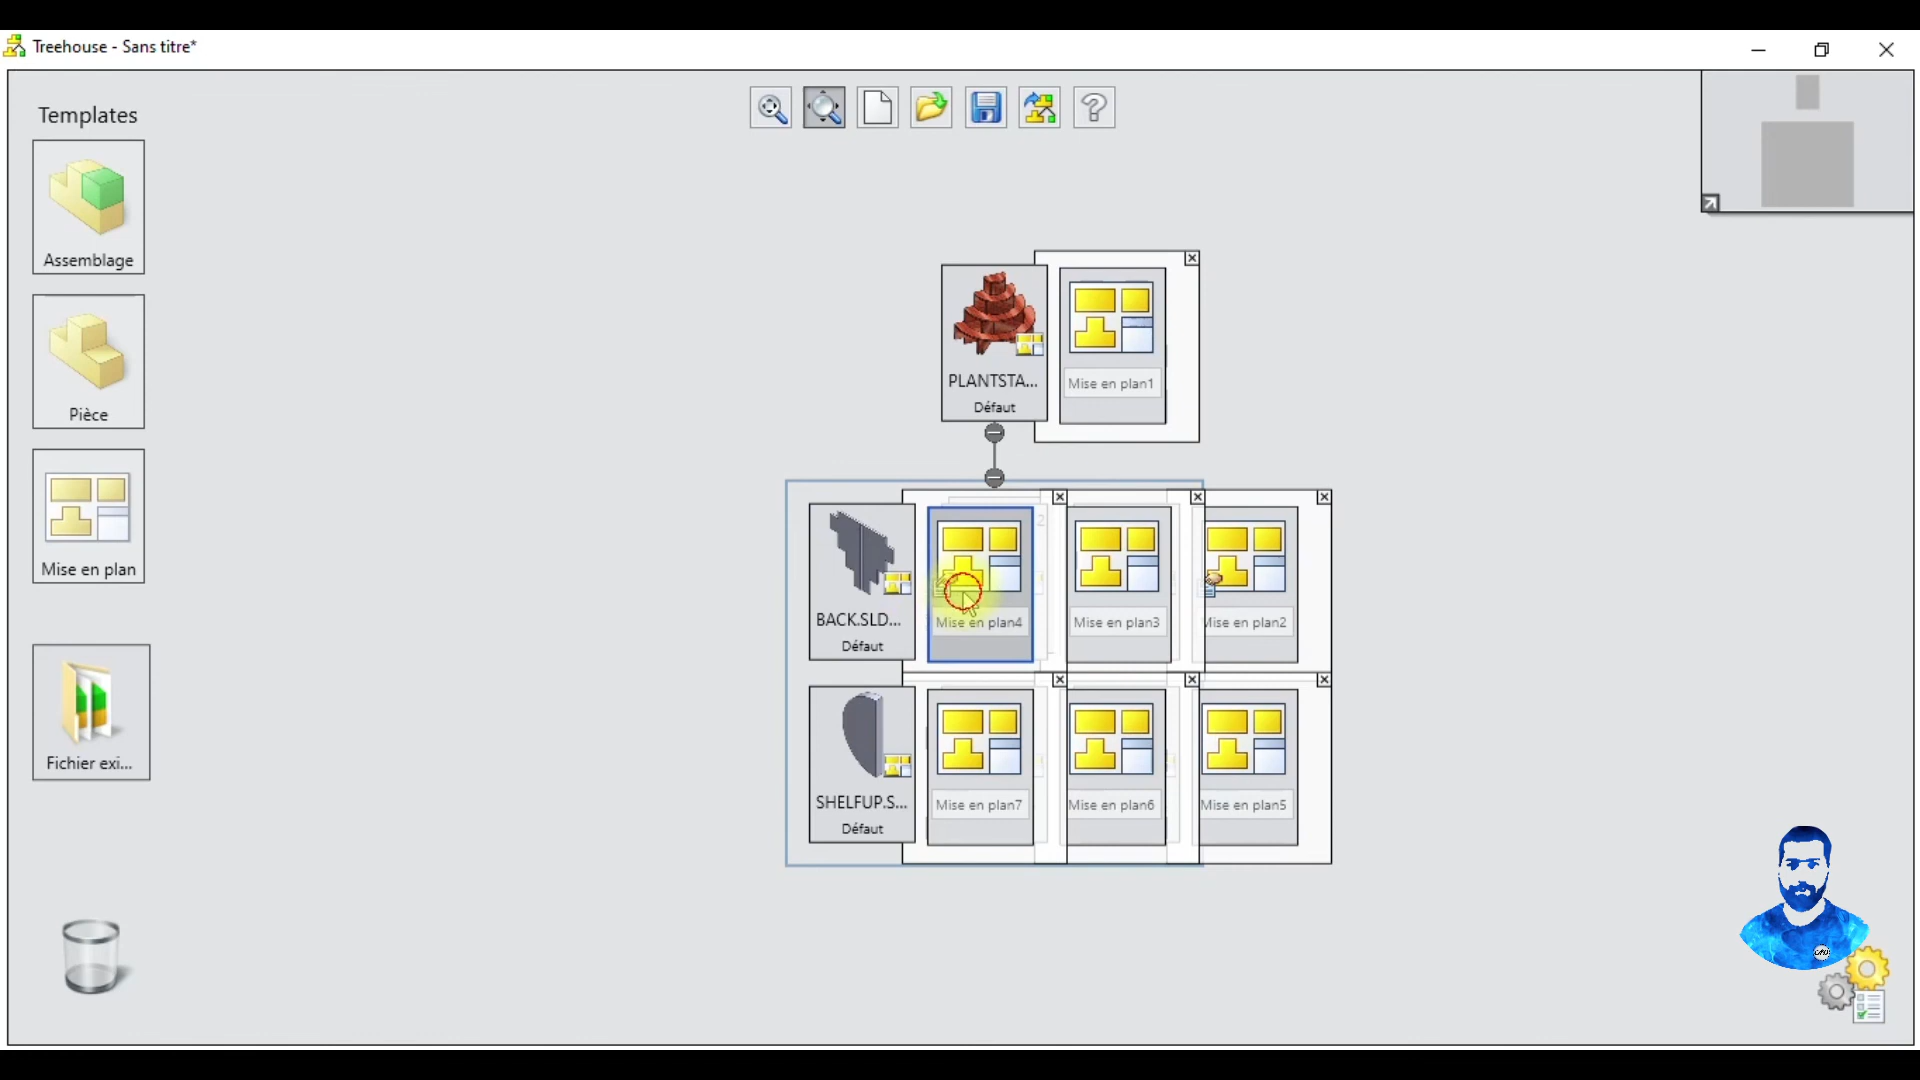 Treehouse - Sans titre*
Templates
Assemblage
Pièce
Mise en plan
Fichier exi...
PLANTSTA...
Défaut
Mise en plan1
BACK.SLD...
Défaut
Mise en plan4
Mise en plan3
Mise en plan2
SHELFUP.S...
Défaut
Mise en plan7
Mise en plan6
Mise en plan5